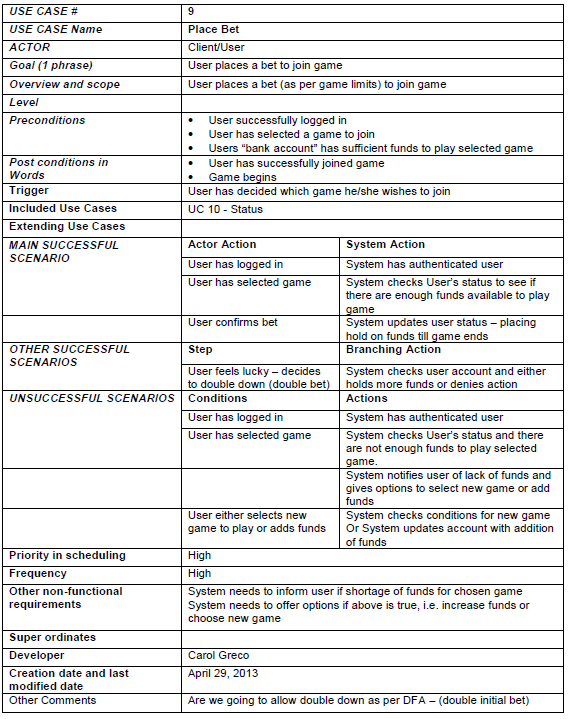 USE CASE # 9
USE CASE Name Place Bet
ACTOR Client/User
Goal (1 phrase) User places a bet to join game
Overview and scope User places a bet (as per game limits) to join game
Level
Preconditions • User successfully logged in
• User has selected a game to join
• Users “bank account” has sufficient funds to play selected game
Post conditions in • User has successfully joined game
Words • Game begins
Trigger User has decided which game he/she wishes to join
Included Use Cases UC 10 - Status
Extending Use Cases
MAIN SUCCESSFUL Actor Action System Action
SCENARIO
User has logged in System has authenticated user
User has selected game System checks User's status to see if
there are enough funds available to play
game
User confirms bet System updates user status – placing
hold on funds till game ends
OTHER SUCCESSFUL Step Branching Action
SCENARIOS
User feels lucky – decides System checks user account and either
to double down (double bet) holds more funds or denies action
UNSUCCESSFUL SCENARIOS Conditions Actions
User has logged in System has authenticated user
User has selected game System checks User's status and there
are not enough funds to play selected
game.
System notifies user of lack of funds and
gives options to select new game or add
funds
User either selects new System checks conditions for new game
game to play or adds funds Or System updates account with addition
of funds
Priority in scheduling High
Frequency High
Other non-functional System needs to inform user if shortage of funds for chosen game
requirements System needs to offer options if above is true, i.e. increase funds or
choose new game
Super ordinates
Developer Carol Greco
Creation date and last April 29, 2013
modified date
Other Comments Are we going to allow double down as per DFA – (double initial bet)